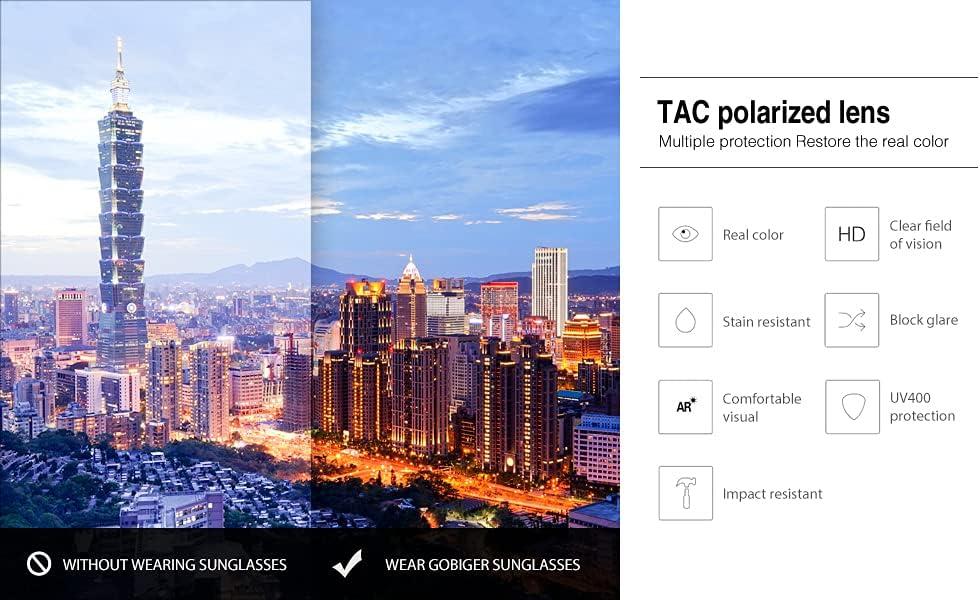 TAC polarized lens
Multiple protection Restore the real color
Real color
HD
Clear field
of vision
Stain resistant
Block glare
AR
Comfortable
visual
UV400
protection
Impact resistant
WITHOUT WEARING SUNGLASSES
WEAR GOBIGER SUNGLASSES